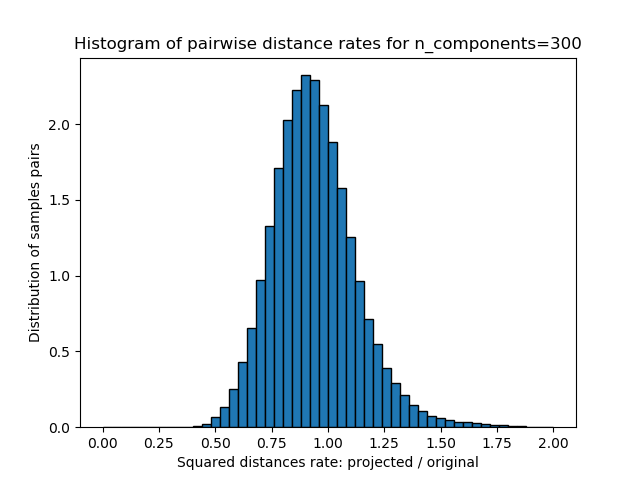 Histogram of pairwise distance rates for n_components=300
Distribution of samples pairs
2.0
1.5
1.0
0.5
0.0
0.00 0.25 0.50 0.75 1.00 1.25 1.50 1.75 2.00
Squared distances rate: projected / original